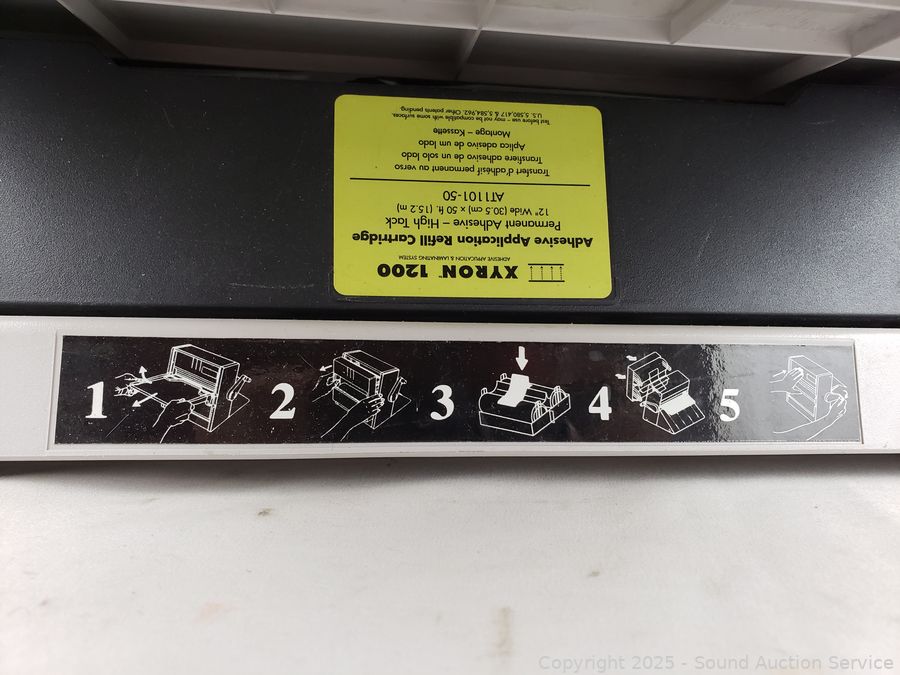 XYRON™ 1200
ADHESIVE APPLICATION & LAMINATING SYSTEM
Adhesive Application Refill Cartridge
Permanent Adhesive – High Tack
12" Wide (30.5 cm) x 50 ft. (15.2 m)
AT1101-50
Transfert d'adhésif permanent au verso
Transfiere adhesivo de un solo lado
Aplica adesivo de um lado
Montage – Kassette
Test before use – may not be compatible with some surfaces.
U.S. 5,580,417 & 5,584,962. Other patents pending.
1 2 3 4 5
Copyright © 2025 - Sound Auction Service